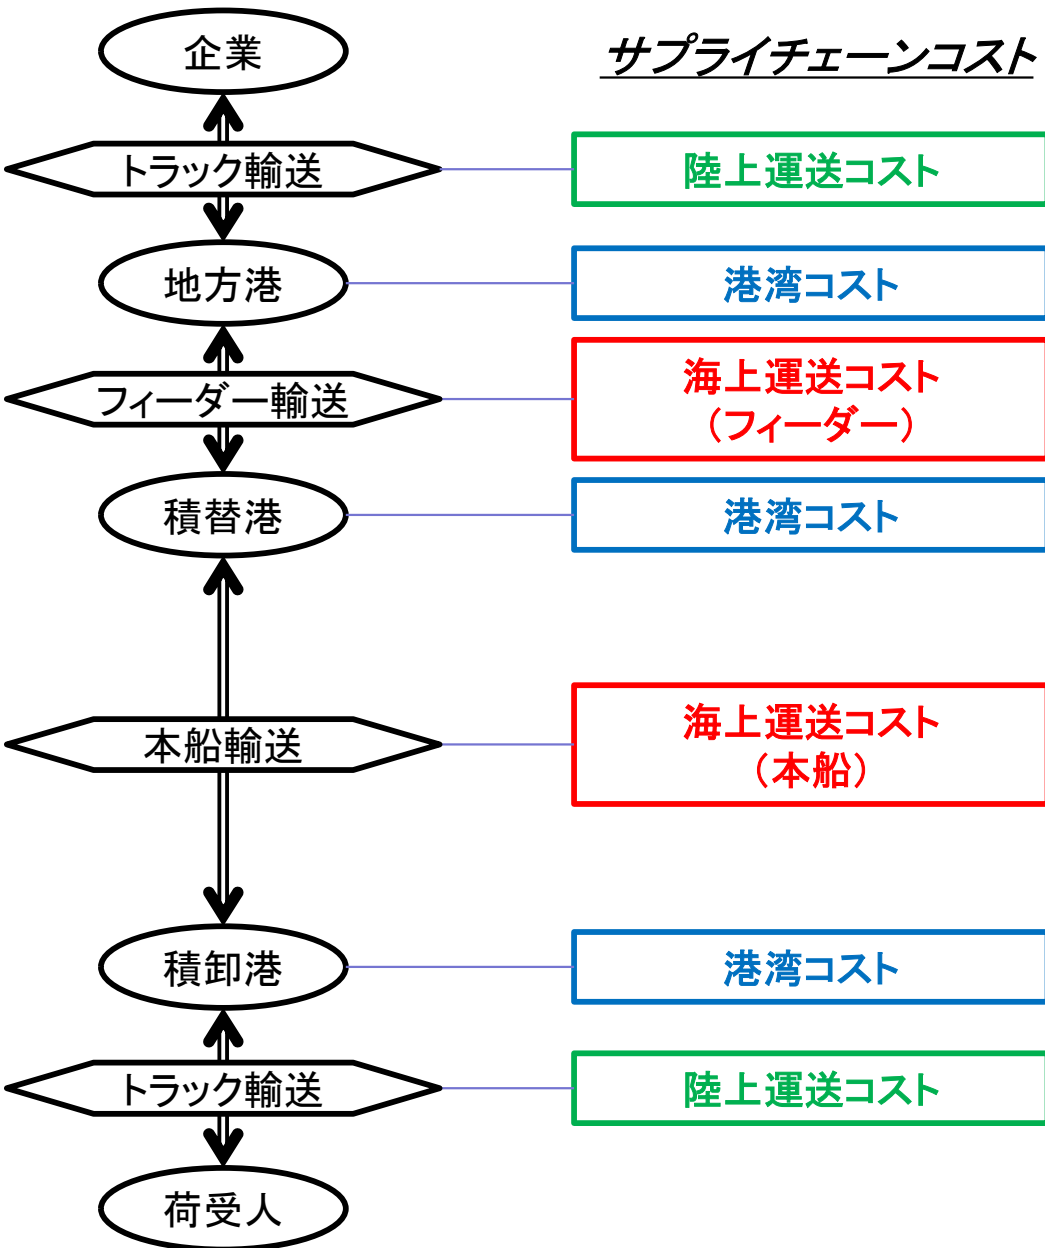 企業
サプライチェーンコスト
トラック輸送
陸上運送コスト
地方港
港湾コスト
フィーダー輸送
海上運送コスト
（フィーダー）
積替港
港湾コスト
本船輸送
海上運送コスト
（本船）
積卸港
港湾コスト
トラック輸送
陸上運送コスト
荷受人